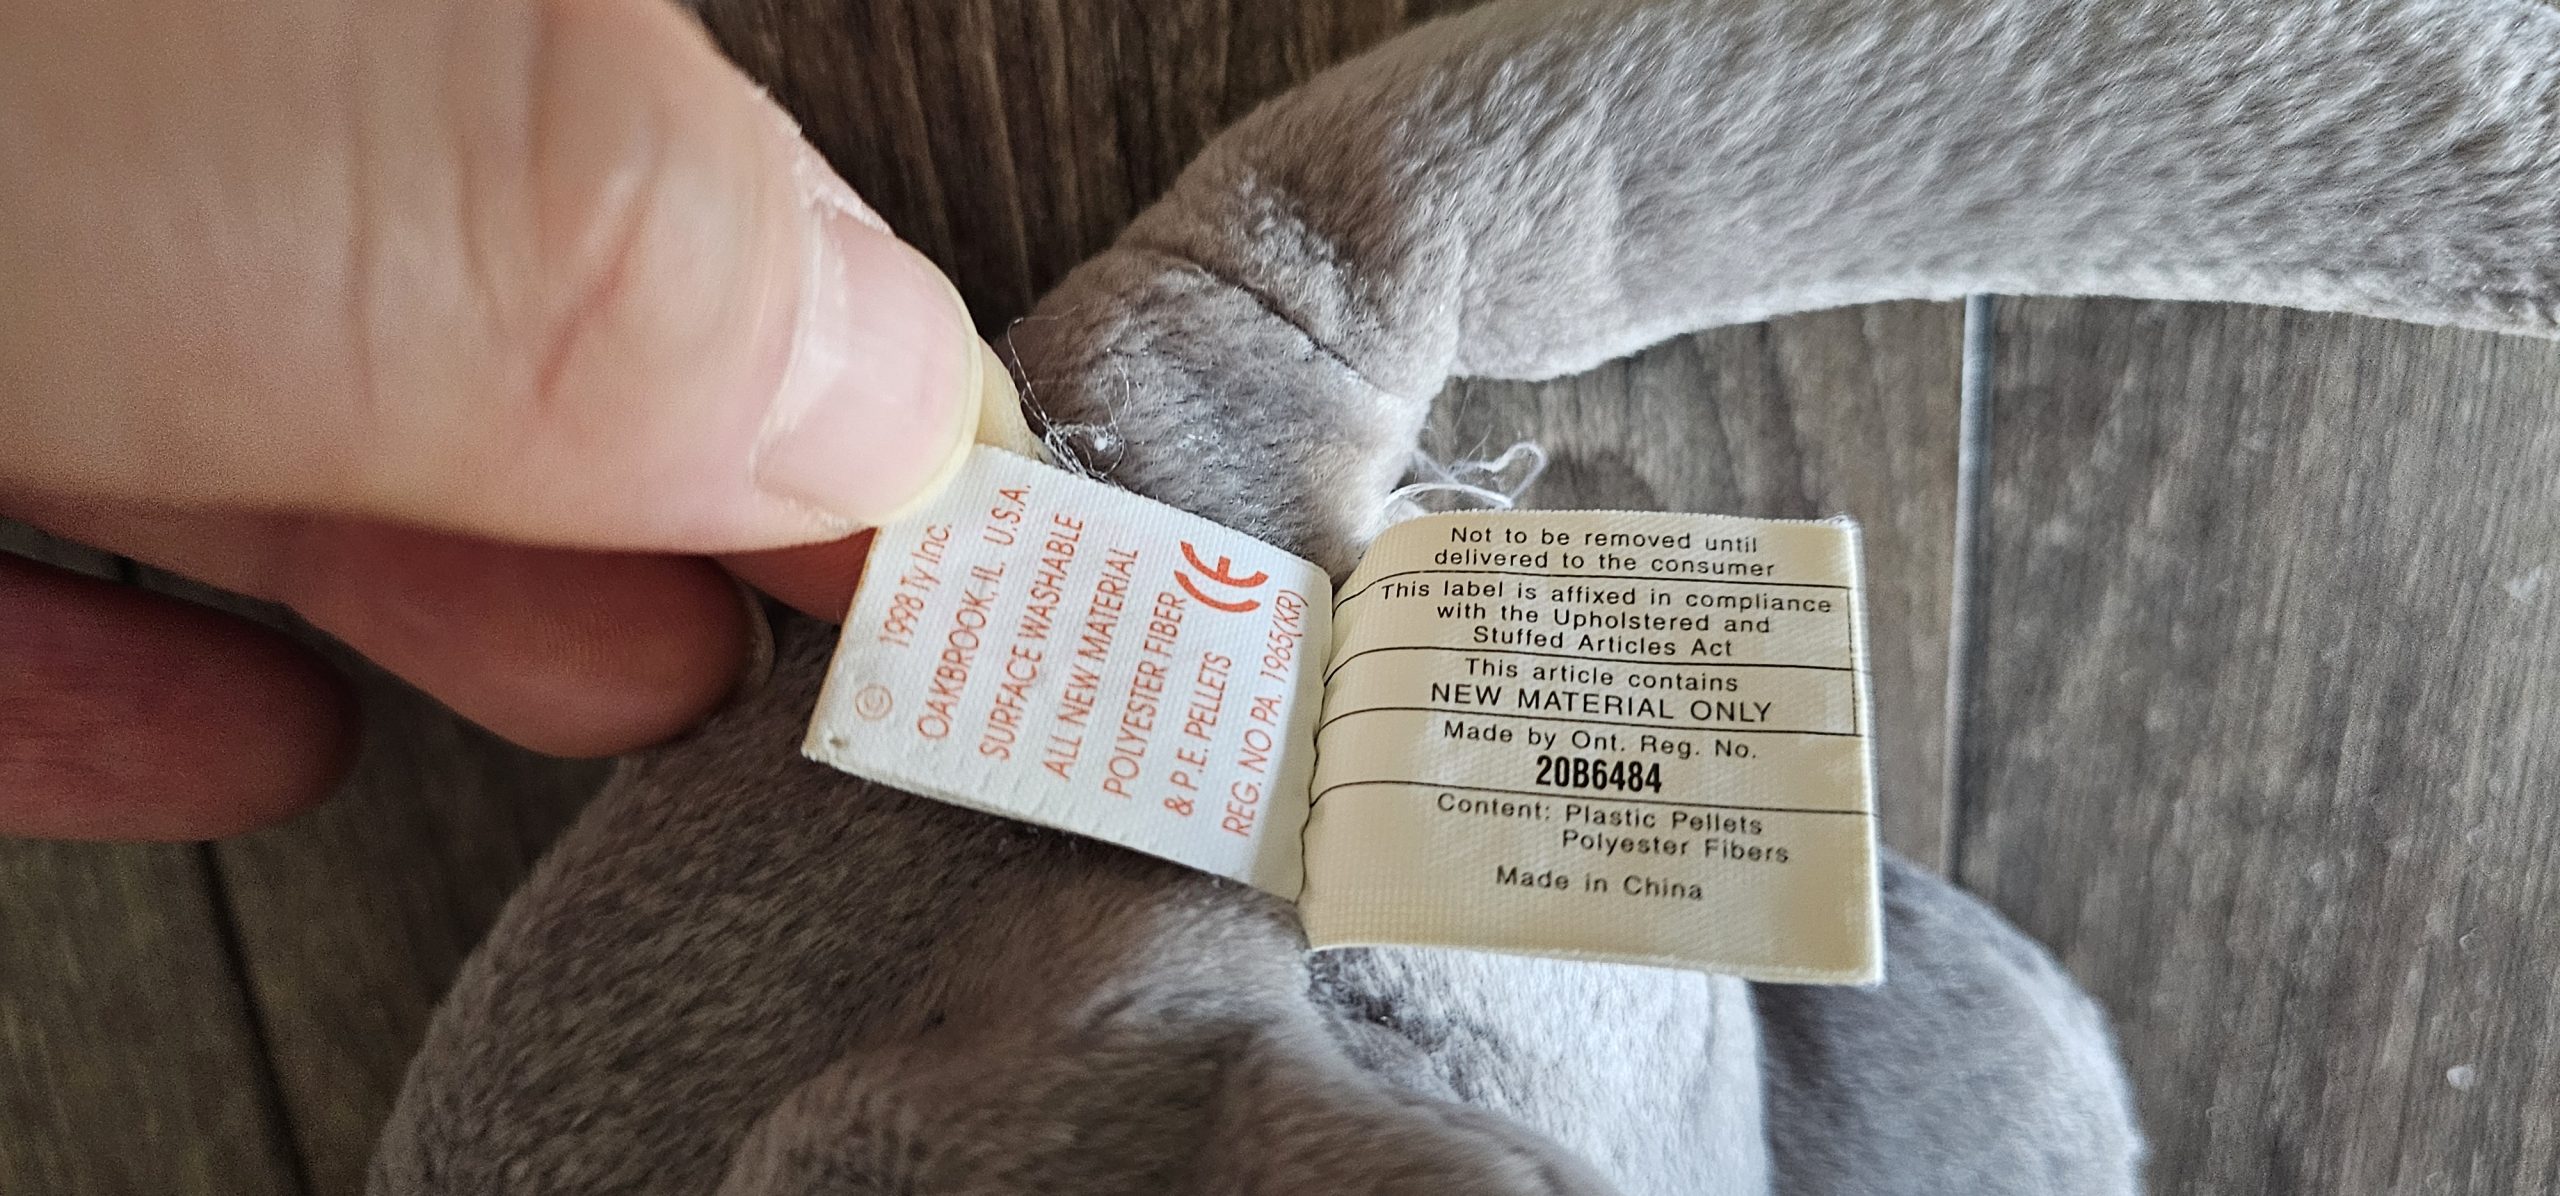 © 1998 Ty Inc.
OAKBROOK, IL. U.S.A.
SURFACE WASHABLE
ALL NEW MATERIAL
POLYESTER FIBER
& P.E. PELLETS CE
REG. NO PA. 1965(KR)
Not to be removed until
delivered to the consumer
This label is affixed in compliance
with the Upholstered and
Stuffed Articles Act
This article contains
NEW MATERIAL ONLY
Made by Ont. Reg. No.
20B6484
Content: Plastic Pellets
Polyester Fibers
Made in China